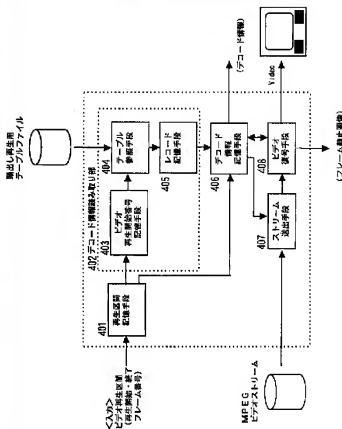 頭出し再生用
テーブルファイル
402デコード情報読み取り部
404
テーブル
参照手段
405
レコード
記憶手段
403
ビデオ
再生開始番号
記憶手段
401
再生区間
記憶手段
406
デコード
情報
記憶手段
(デコード情報)
407
ストリーム
送出手段
408
ビデオ
復号手段
Video
(フレーム静止画像)
<入力>
ビデオ再生区間
(再生開始・終了
フレーム番号)
MPEG
ビデオストリーム